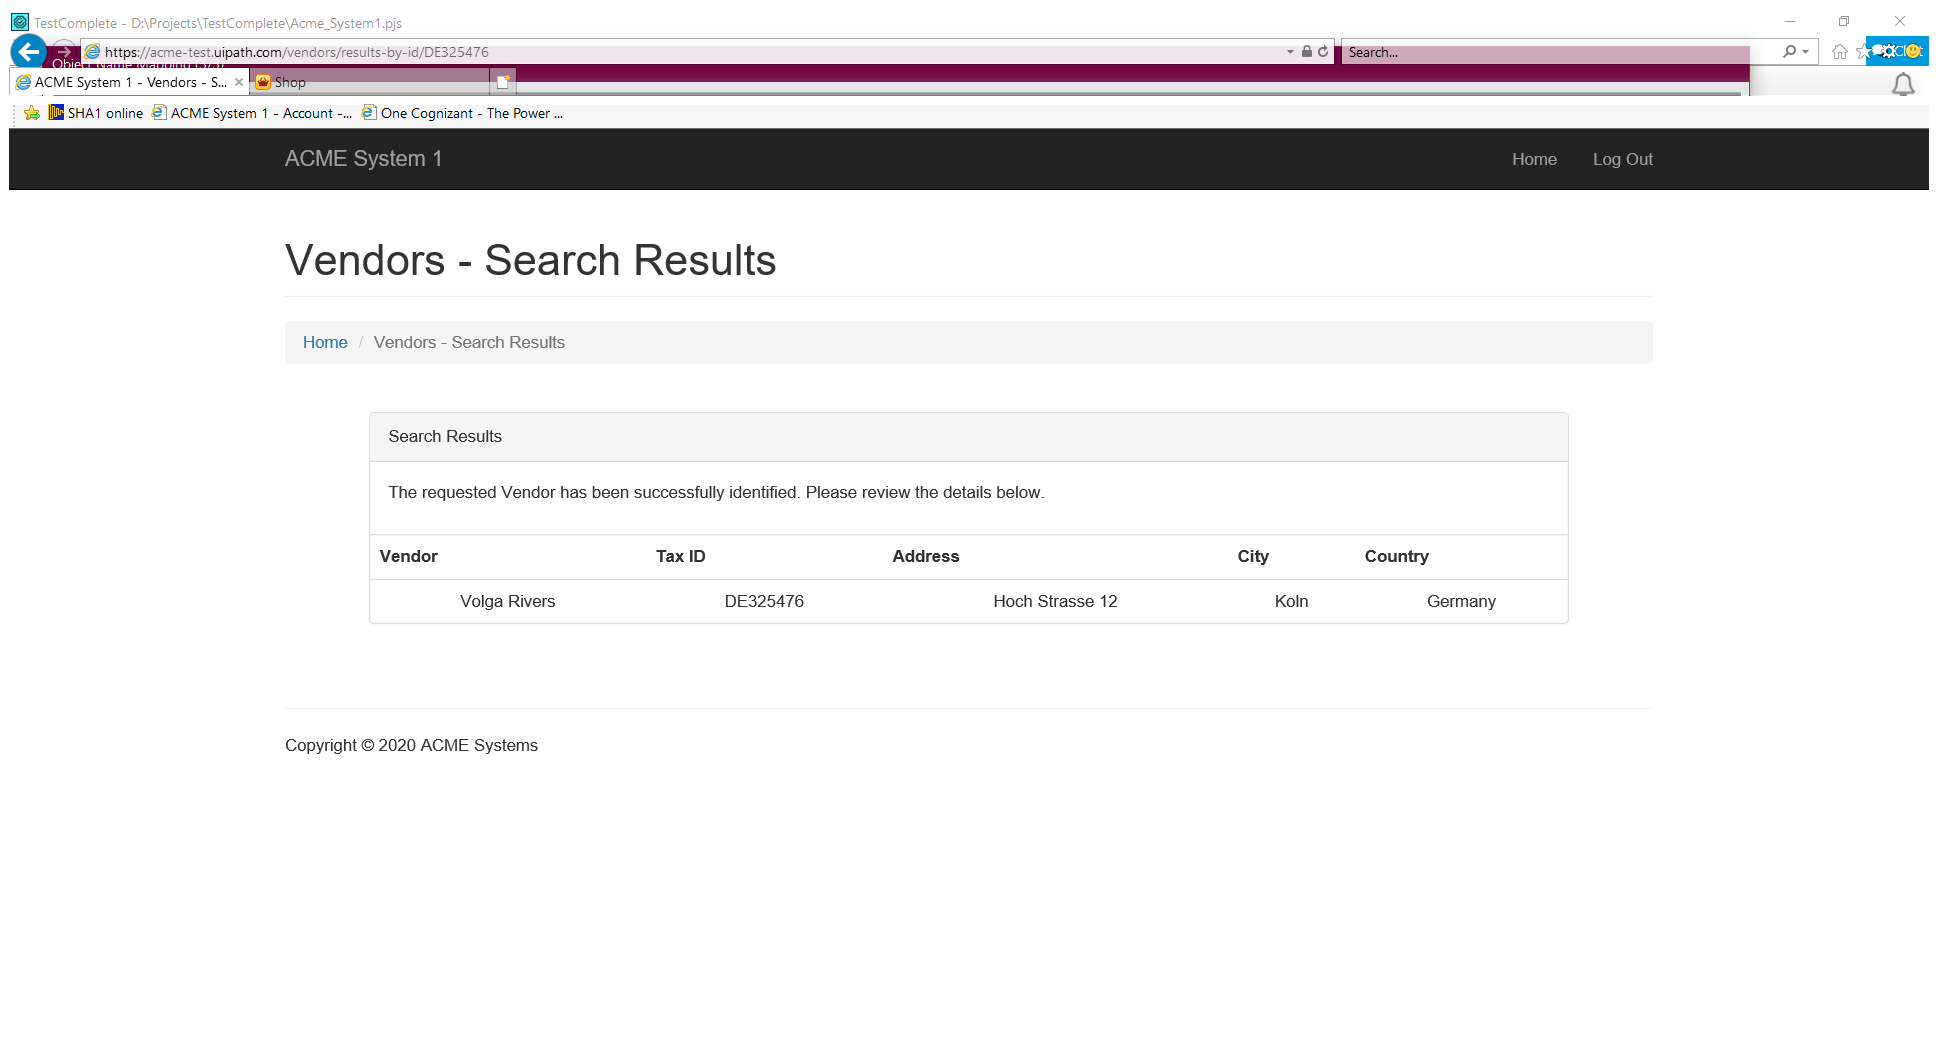 TestComplete - D:\Projects\TestComplete\Acme_System1.pjs
https://acme-test.uipath.com/vendors/results-by-id/DE325476
Search...
Object Name Mapping
ACME System 1 - Vendors - S...
Shop
SHA1 online
ACME System 1 - Account -...
One Cognizant - The Power ...
ACME System 1
Home
Log Out
Vendors - Search Results
Home / Vendors - Search Results
Search Results
The requested Vendor has been successfully identified. Please review the details below.
Vendor Tax ID Address City Country
Volga Rivers DE325476 Hoch Strasse 12 Koln Germany
Copyright © 2020 ACME Systems